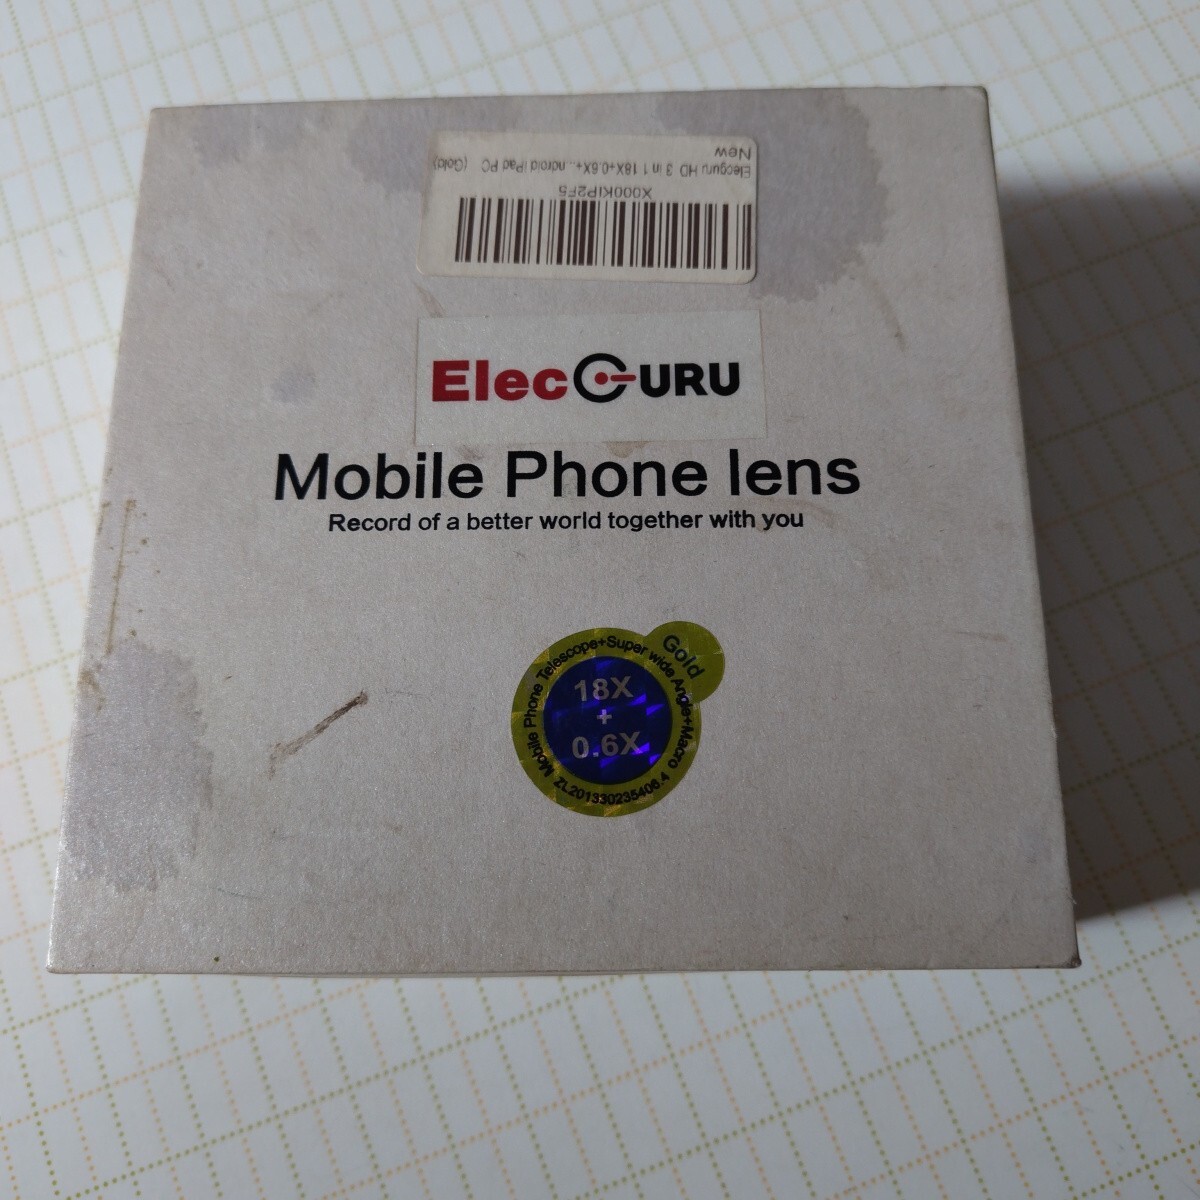 New
Elecguru HD 3 in 1 18X+0.6X+...ndroid iPad PC (Gold)
X000KIP2F5
ElecGURU
Mobile Phone lens
Record of a better world together with you
Gold
Mobile Phone Telescope+Super wide Angle+Macro
18X
+
0.6X
ZL201330235406.4